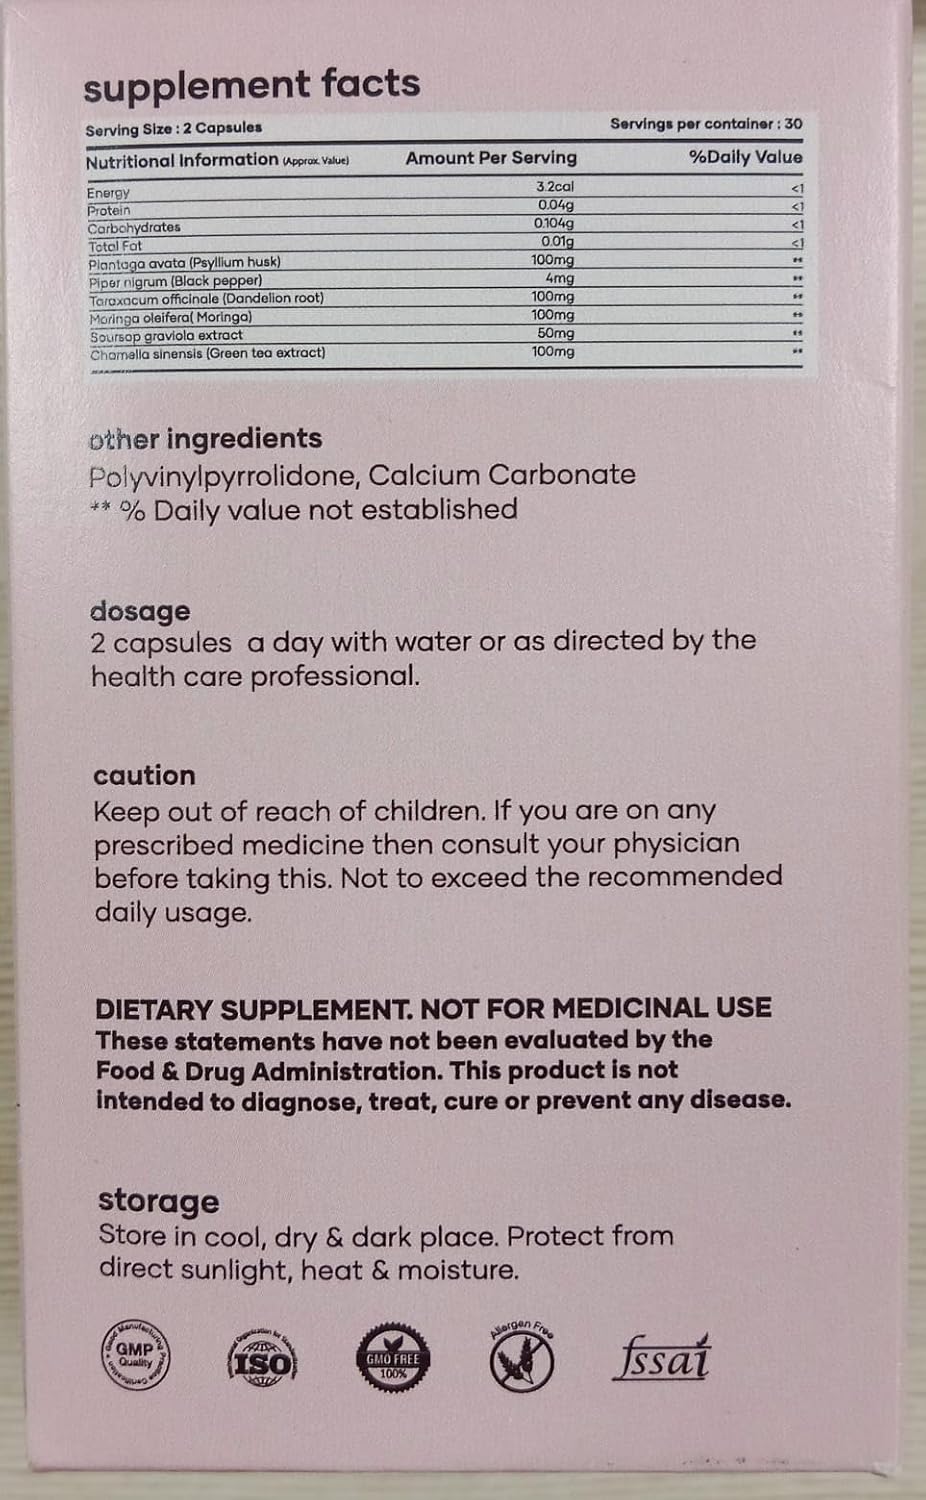 supplement facts
Serving Size : 2 Capsules Servings per container : 30
Nutritional Information (Approx. Value) Amount Per Serving %Daily Value
Energy 3.2cal <1
Protein 0.04g <1
Carbohydrates 0.104g <1
Total Fat 0.01g <1
Plantago avata (Psyllium husk) 100mg **
Piper nigrum (Black pepper) 4mg **
Taraxacum officinale (Dandelion root) 100mg **
Moringa oleifera( Moringa) 100mg **
Soursop graviola extract 50mg **
Chamella sinensis (Green tea extract) 100mg **
other ingredients
Polyvinylpyrrolidone, Calcium Carbonate
** % Daily value not established
dosage
2 capsules a day with water or as directed by the
health care professional.
caution
Keep out of reach of children. If you are on any
prescribed medicine then consult your physician
before taking this. Not to exceed the recommended
daily usage.
DIETARY SUPPLEMENT. NOT FOR MEDICINAL USE
These statements have not been evaluated by the
Food & Drug Administration. This product is not
intended to diagnose, treat, cure or prevent any disease.
storage
Store in cool, dry & dark place. Protect from
direct sunlight, heat & moisture.
Good Manufacturing Practice Certification
GMP
Quality
Organization for
ISO
GMO FREE
100%
Allergen Free
fssai